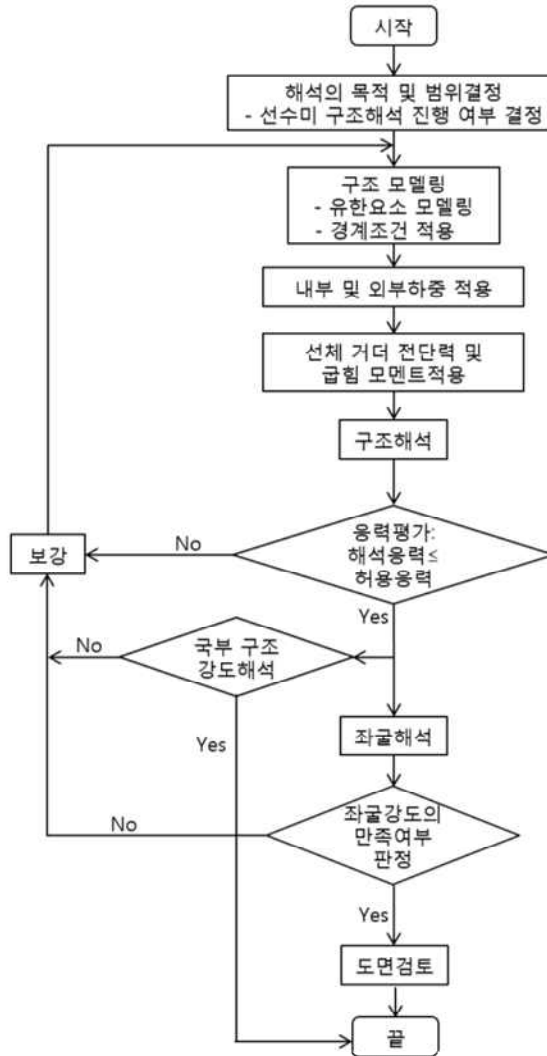 시작
해석의 목적 및 범위결정
- 선수미 구조해석 진행 여부 결정
구조 모델링
- 유한요소 모델링
- 경계조건 적용
내부 및 외부하중 적용
선체 거더 전단력 및
굽힘 모멘트적용
구조해석
응력평가:
해석응력≤
허용응력
No
보강
Yes
국부 구조
강도해석
No
Yes
좌굴해석
좌굴강도의
만족여부
판정
No
Yes
도면검토
끝